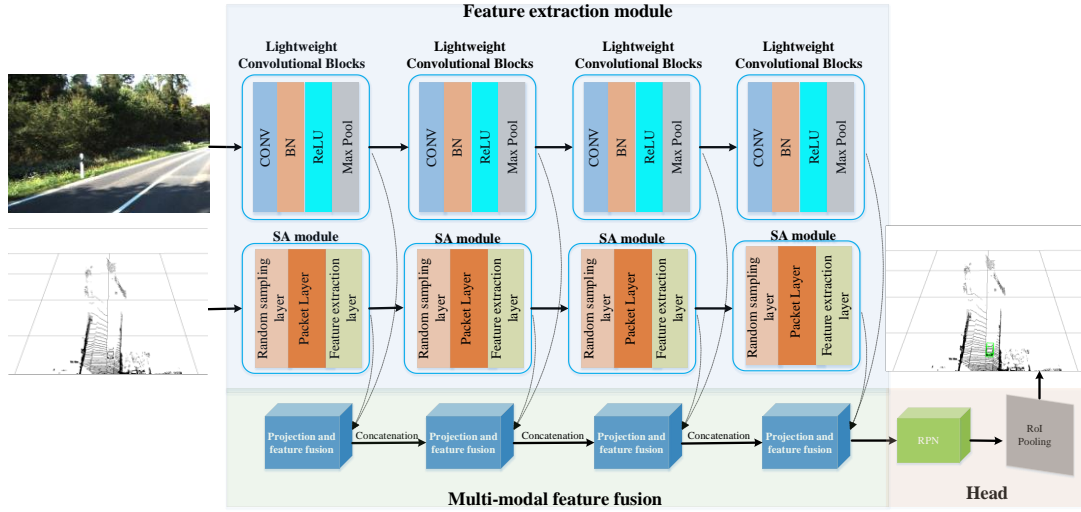 Feature extraction module
Lightweight
Convolutional Blocks
Lightweight
Convolutional Blocks
Lightweight
Convolutional Blocks
Lightweight
Convolutional Blocks
CONV
BN
ReLU
Max Pool
CONV
BN
ReLU
Max Pool
CONV
BN
ReLU
Max Pool
CONV
BN
ReLU
Max Pool
SA module
SA module
SA module
SA module
Random sampling
layer
Packet Layer
Feature extraction
layer
Random sampling
layer
Packet Layer
Feature extraction
layer
Random sampling
layer
Packet Layer
Feature extraction
layer
Random sampling
layer
Packet Layer
Feature extraction
layer
Projection and
feature fusion
Concatenation
Projection and
feature fusion
Concatenation
Projection and
feature fusion
Concatenation
Projection and
feature fusion
RPN
RoI
Pooling
Multi-modal feature fusion
Head